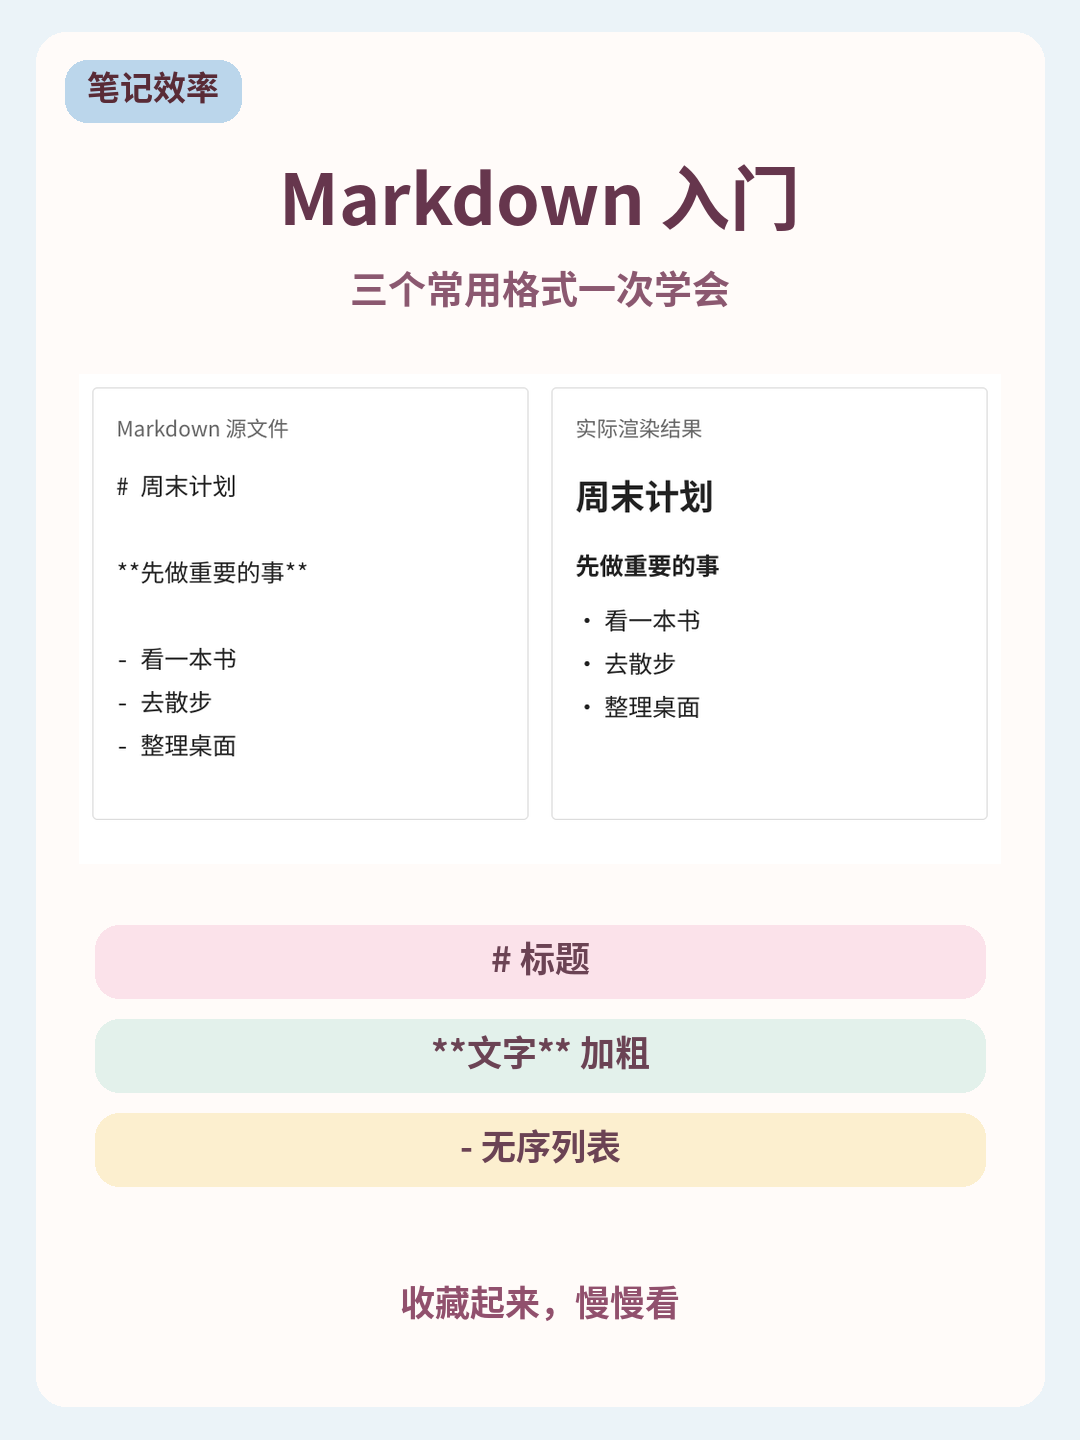 笔记效率
Markdown 入门
三个常用格式一次学会
Markdown 源文件
# 周末计划
**先做重要的事**
- 看一本书
- 去散步
- 整理桌面
实际渲染结果
周末计划
先做重要的事
• 看一本书
• 去散步
• 整理桌面
# 标题
**文字** 加粗
- 无序列表
收藏起来，慢慢看